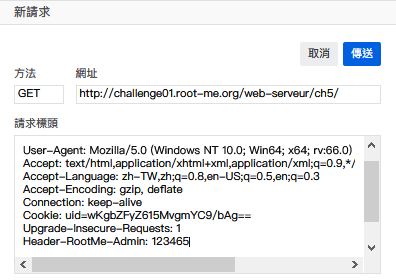 新請求
取消 傳送
方法 網址
GET http://challenge01.root-me.org/web-serveur/ch5/
請求標頭
User-Agent: Mozilla/5.0 (Windows NT 10.0; Win64; x64; rv:66.0)
Accept: text/html,application/xhtml+xml,application/xml;q=0.9,*/
Accept-Language: zh-TW,zh;q=0.8,en-US;q=0.5,en;q=0.3
Accept-Encoding: gzip, deflate
Connection: keep-alive
Cookie: uid=wKgbZFyZ615MvgmYC9/bAg==
Upgrade-Insecure-Requests: 1
Header-RootMe-Admin: 123465